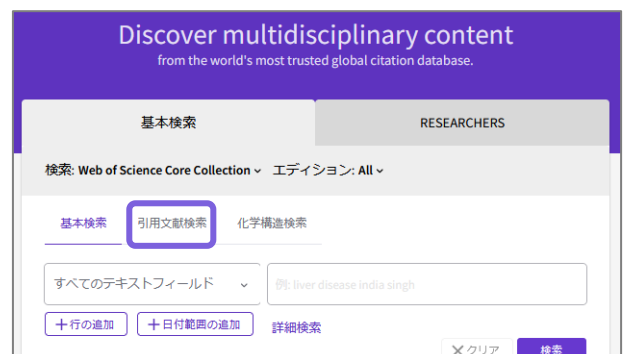 Discover multidisciplinary content
from the world's most trusted global citation database.
基本検索 RESEARCHERS
検索: Web of Science Core Collection エディション: All
基本検索 引用文献検索 化学構造検索
すべてのテキストフィールド 例: liver disease india singh
+行の追加 +日付範囲の追加 詳細検索
×クリア 検索